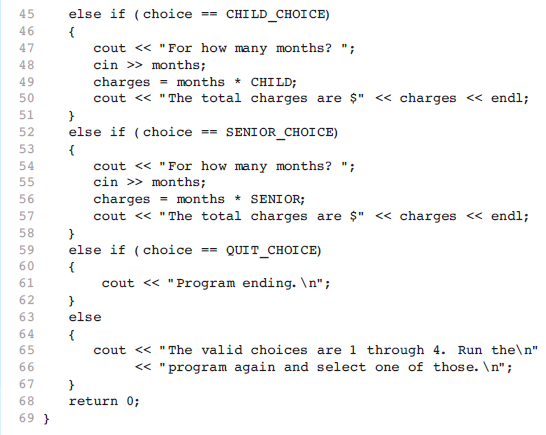 45 else if (choice == CHILD_CHOICE)
46 {
47 cout << "For how many months? ";
48 cin >> months;
49 charges = months * CHILD;
50 cout << "The total charges are $" << charges << endl;
51 }
52 else if (choice == SENIOR_CHOICE)
53 {
54 cout << "For how many months? ";
55 cin >> months;
56 charges = months * SENIOR;
57 cout << "The total charges are $" << charges << endl;
58 }
59 else if (choice == QUIT_CHOICE)
60 {
61 cout << "Program ending.\n";
62 }
63 else
64 {
65 cout << "The valid choices are 1 through 4. Run the\n"
66 << "program again and select one of those.\n";
67 }
68 return 0;
69 }